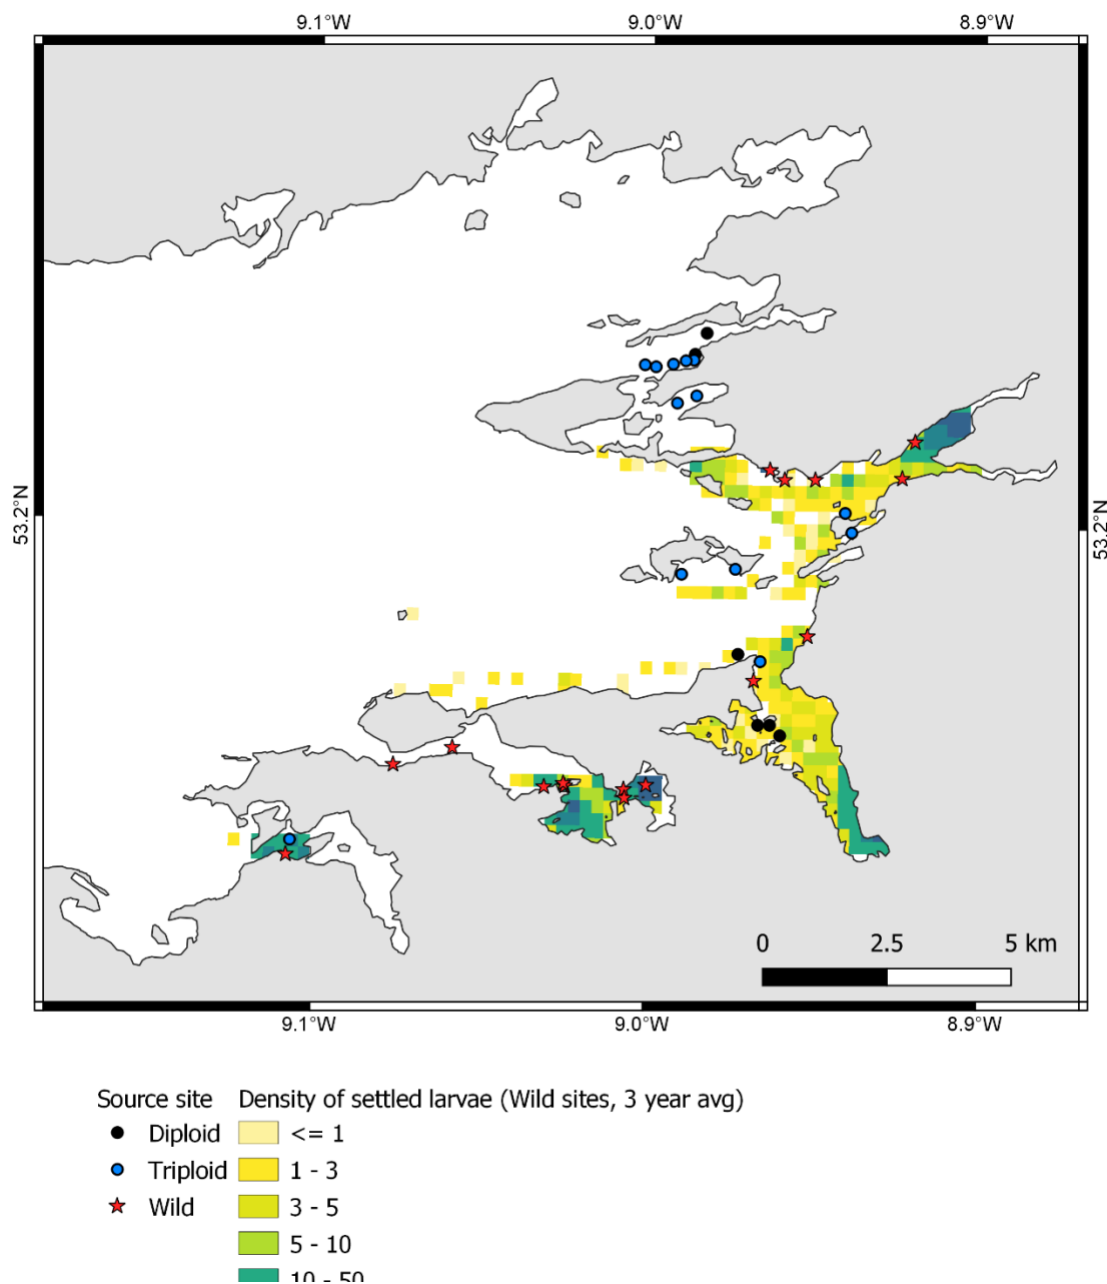 9.1°W 9.0°W 8.9°W
53.2°N 53.2°N
0 2.5 5 km
9.1°W 9.0°W 8.9°W
Source site Density of settled larvae (Wild sites, 3 year avg)
Diploid <= 1
Triploid 1 - 3
Wild 3 - 5
5 - 10
10 - 50